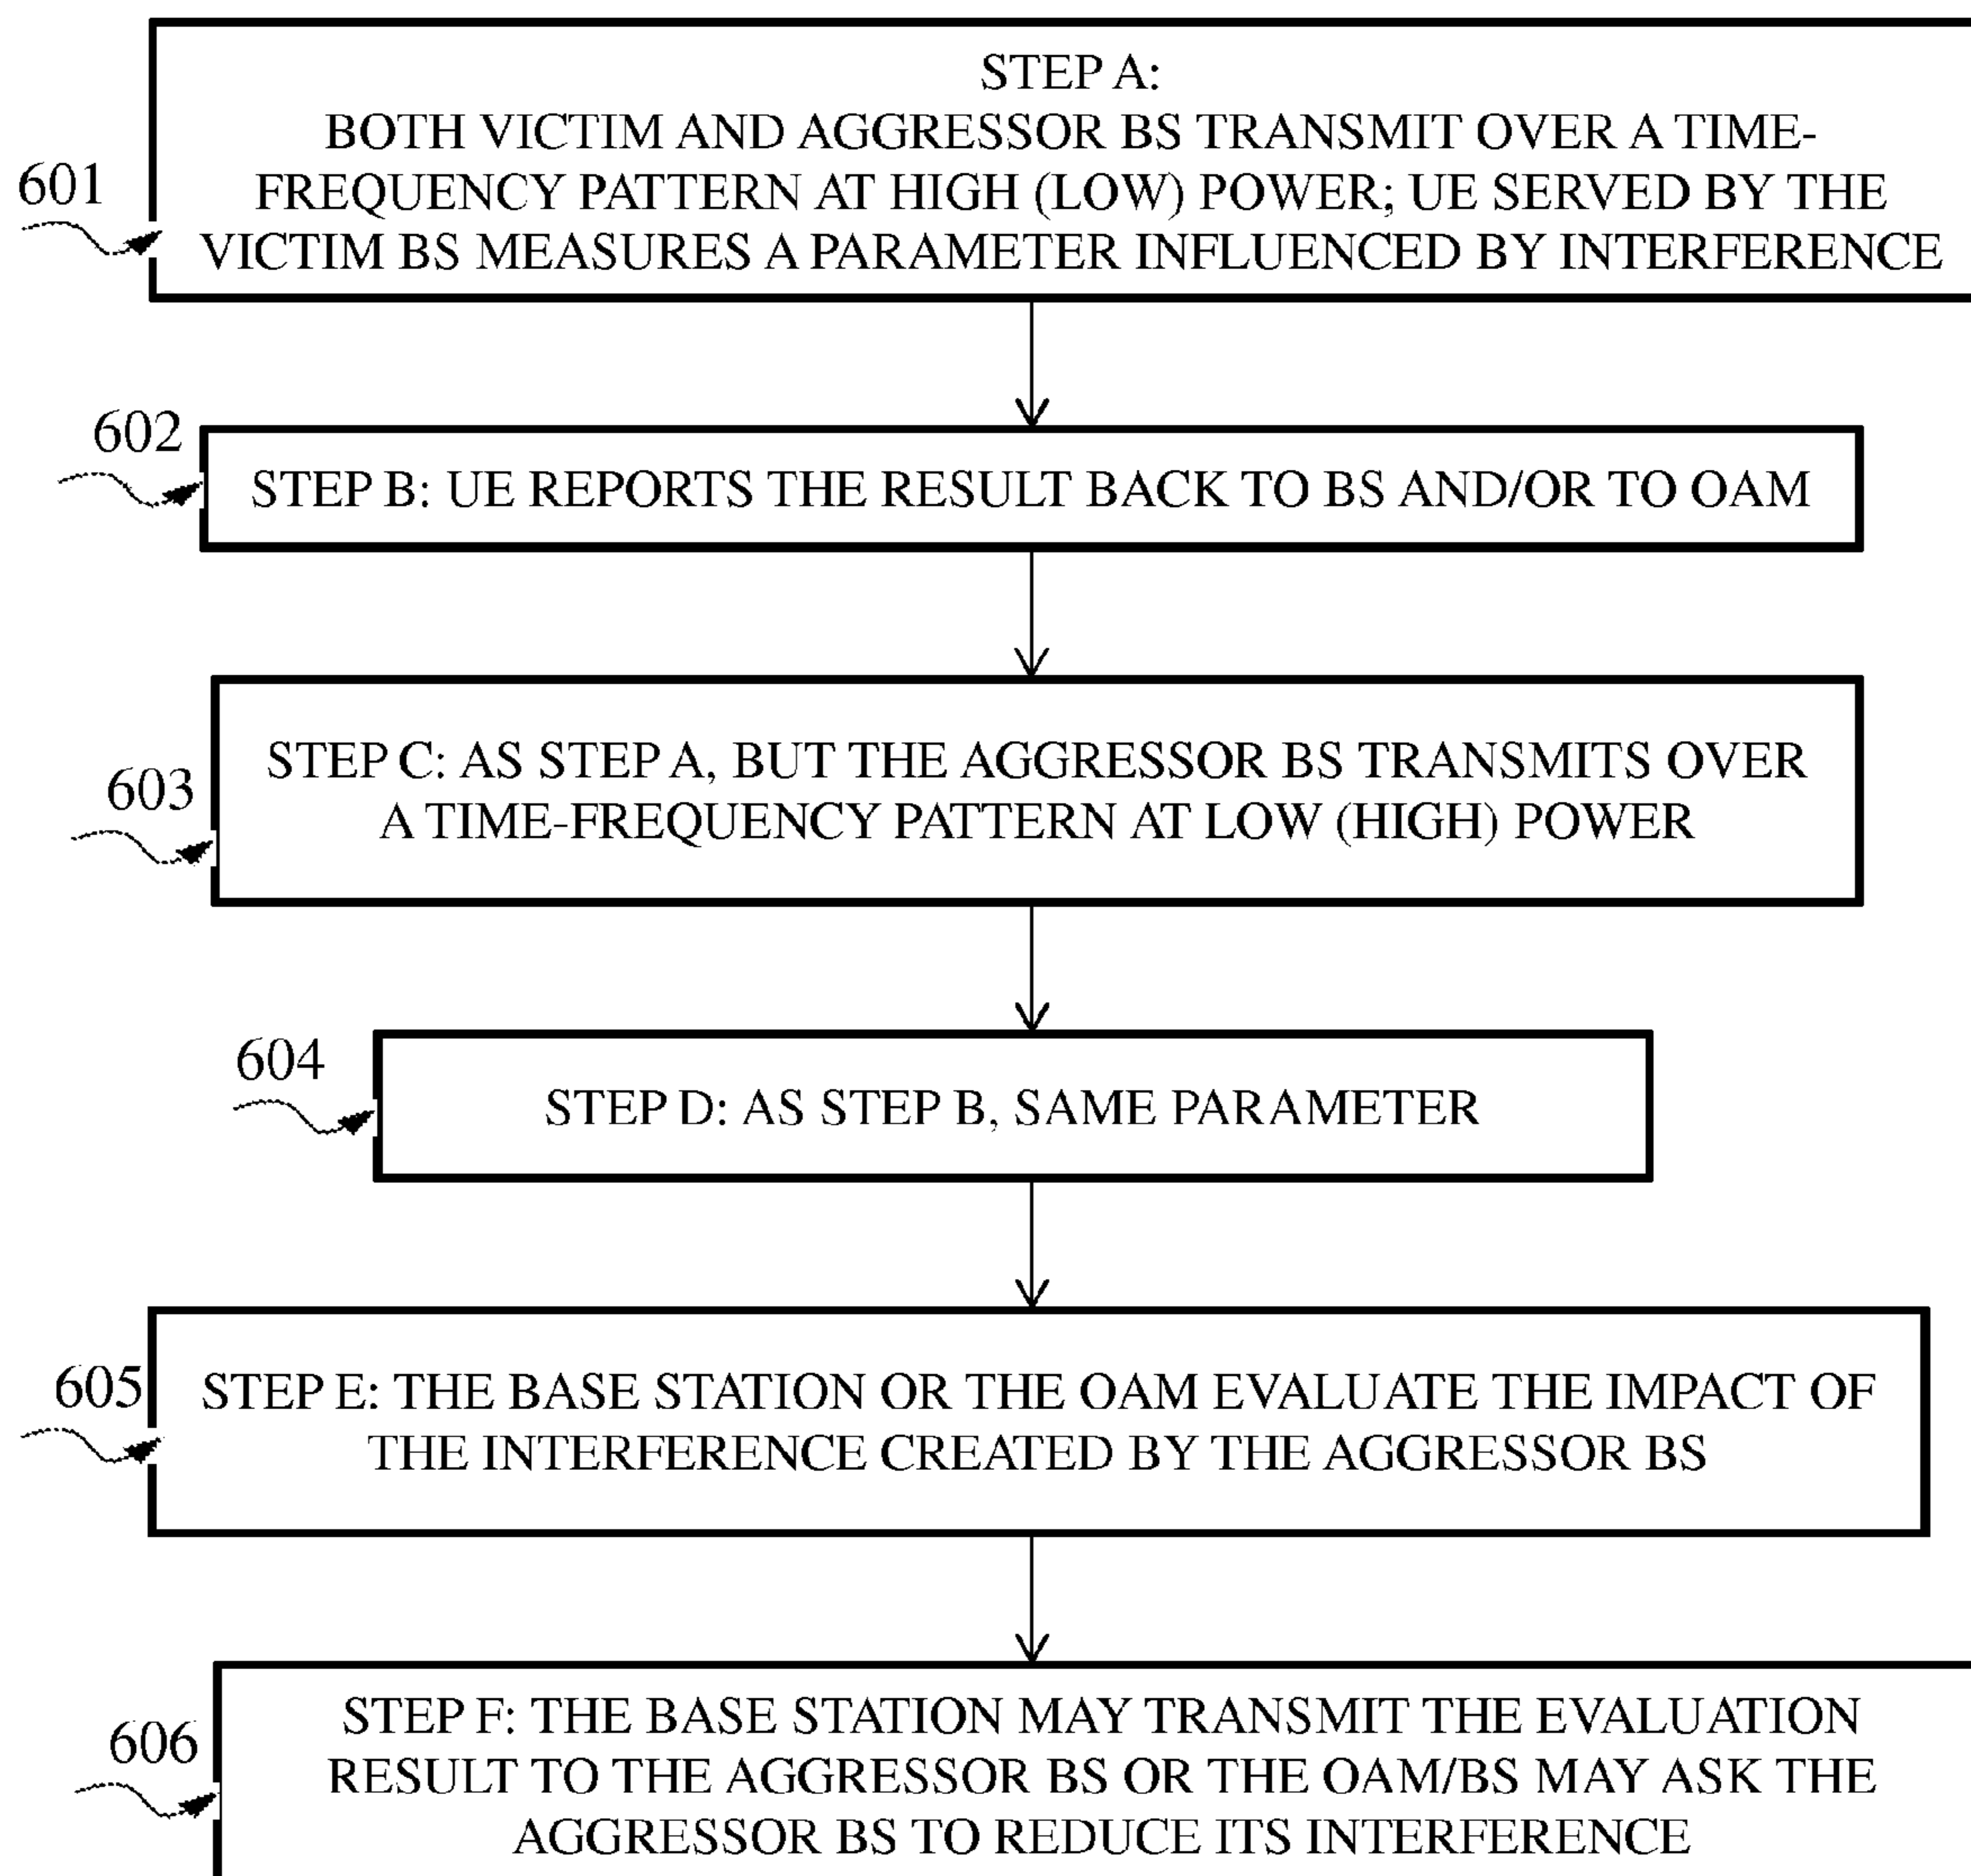 STEP A:
BOTH VICTIM AND AGGRESSOR BS TRANSMIT OVER A TIME-
FREQUENCY PATTERN AT HIGH (LOW) POWER; UE SERVED BY THE
VICTIM BS MEASURES A PARAMETER INFLUENCED BY INTERFERENCE
601
602
STEP B: UE REPORTS THE RESULT BACK TO BS AND/OR TO OAM
STEP C: AS STEP A, BUT THE AGGRESSOR BS TRANSMITS OVER
A TIME-FREQUENCY PATTERN AT LOW (HIGH) POWER
603
604
STEP D: AS STEP B, SAME PARAMETER
605
STEP E: THE BASE STATION OR THE OAM EVALUATE THE IMPACT OF
THE INTERFERENCE CREATED BY THE AGGRESSOR BS
STEP F: THE BASE STATION MAY TRANSMIT THE EVALUATION
RESULT TO THE AGGRESSOR BS OR THE OAM/BS MAY ASK THE
AGGRESSOR BS TO REDUCE ITS INTERFERENCE
606